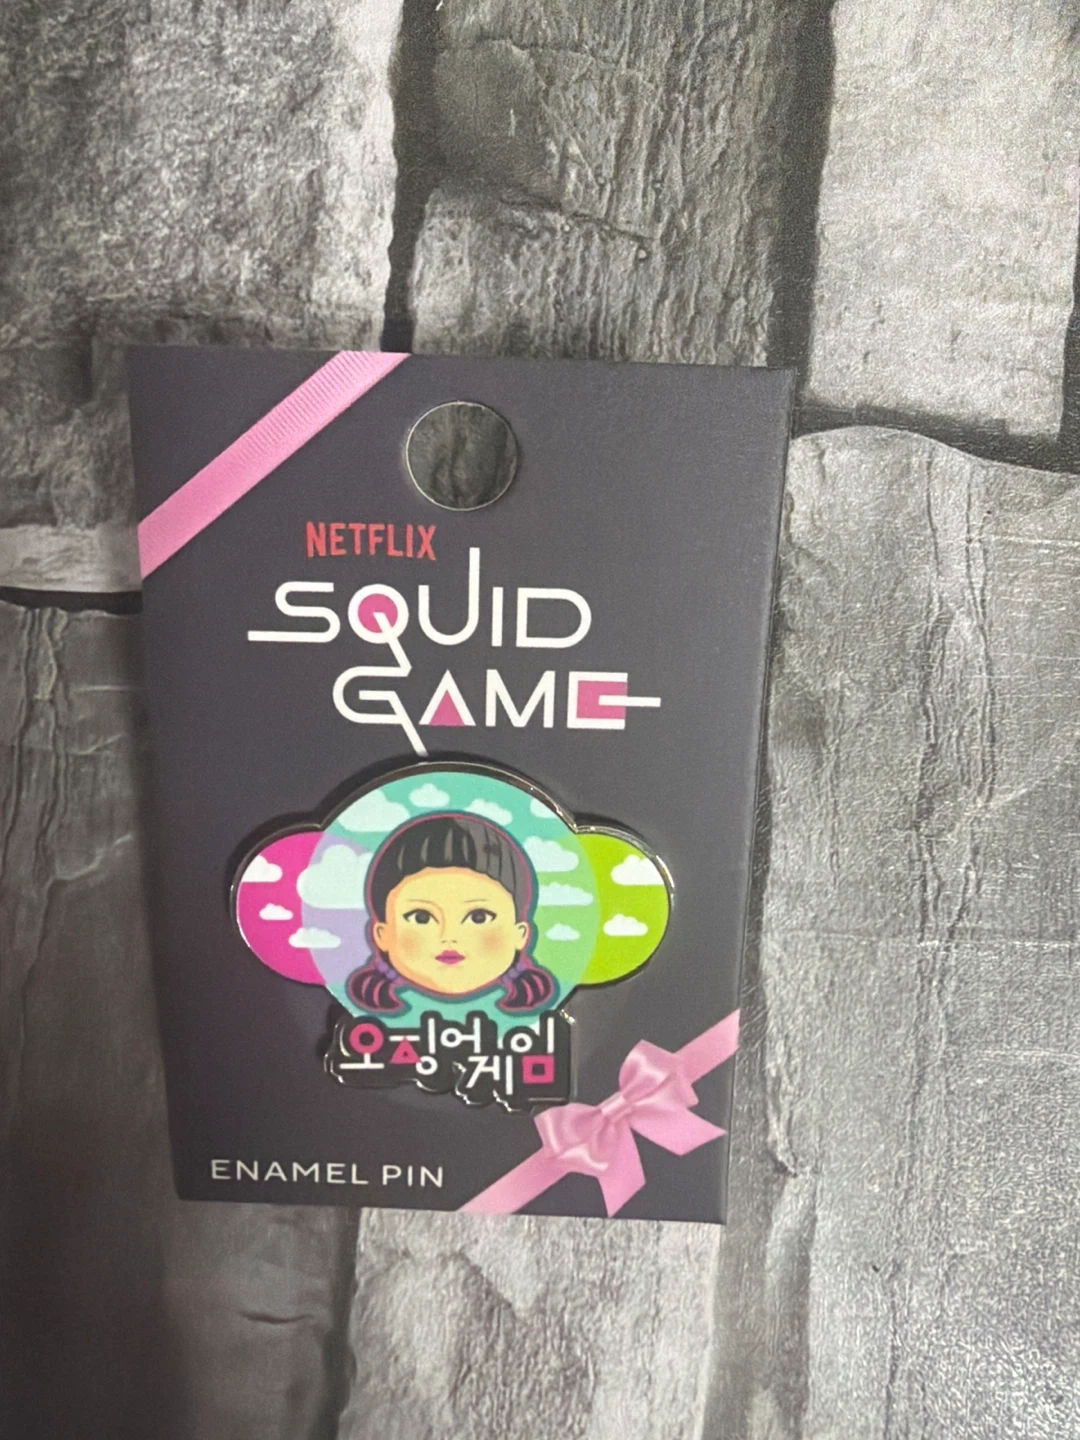 NETFLIX
SQUID
GAME
오징어
게임
ENAMEL PIN